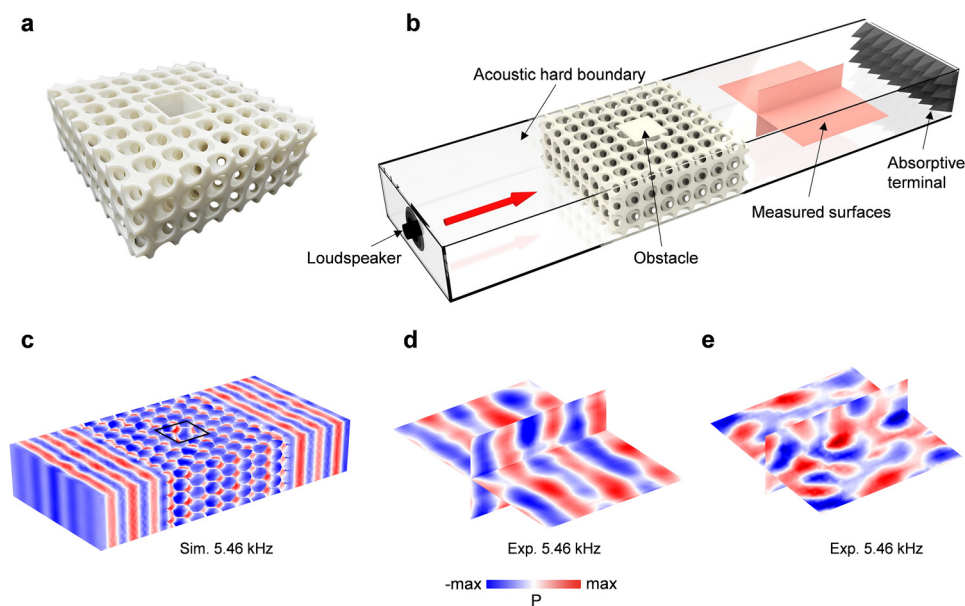 a
b
Acoustic hard boundary
Absorptive
terminal
Measured surfaces
Loudspeaker
Obstacle
c
d
e
Sim. 5.46 kHz
Exp. 5.46 kHz
Exp. 5.46 kHz
-max
max
P